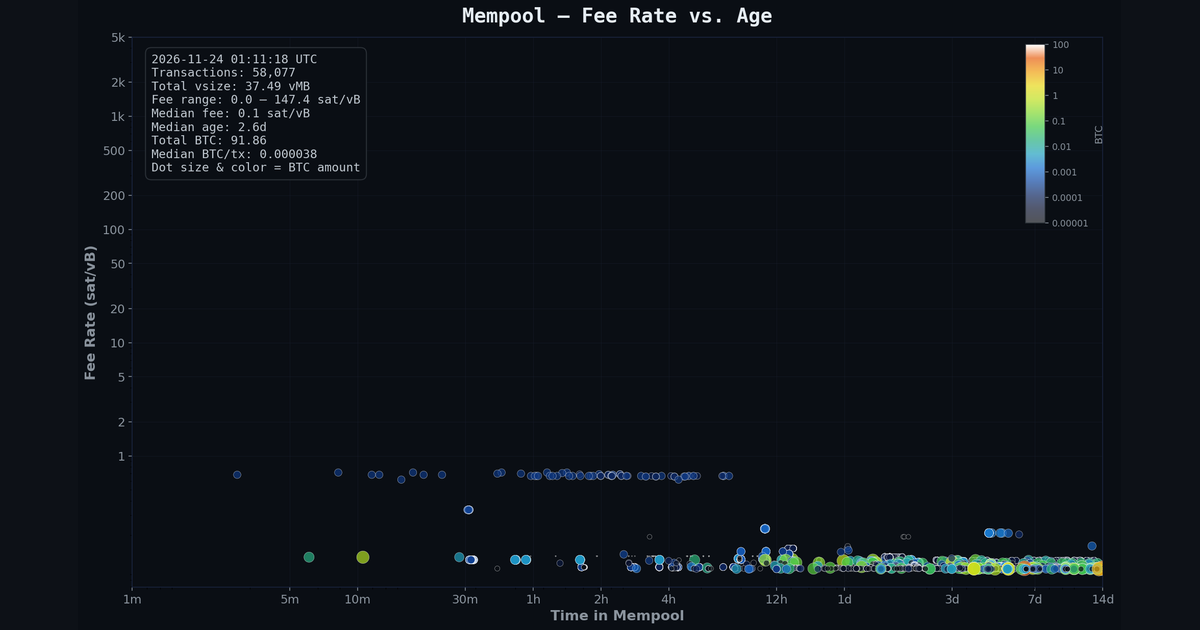 Mempool — Fee Rate vs. Age
5k
2k
1k
500
200
100
50
20
10
5
2
1
Fee Rate (sat/vB)
2026-11-24 01:11:18 UTC
Transactions: 58,077
Total vsize: 37.49 vMB
Fee range: 0.0 – 147.4 sat/vB
Median fee: 0.1 sat/vB
Median age: 2.6d
Total BTC: 91.86
Median BTC/tx: 0.000038
Dot size & color = BTC amount
100
10
1
0.1
0.01
0.001
0.0001
0.00001
BTC
1m 5m 10m 30m 1h 2h 4h 12h 1d 3d 7d 14d
Time in Mempool